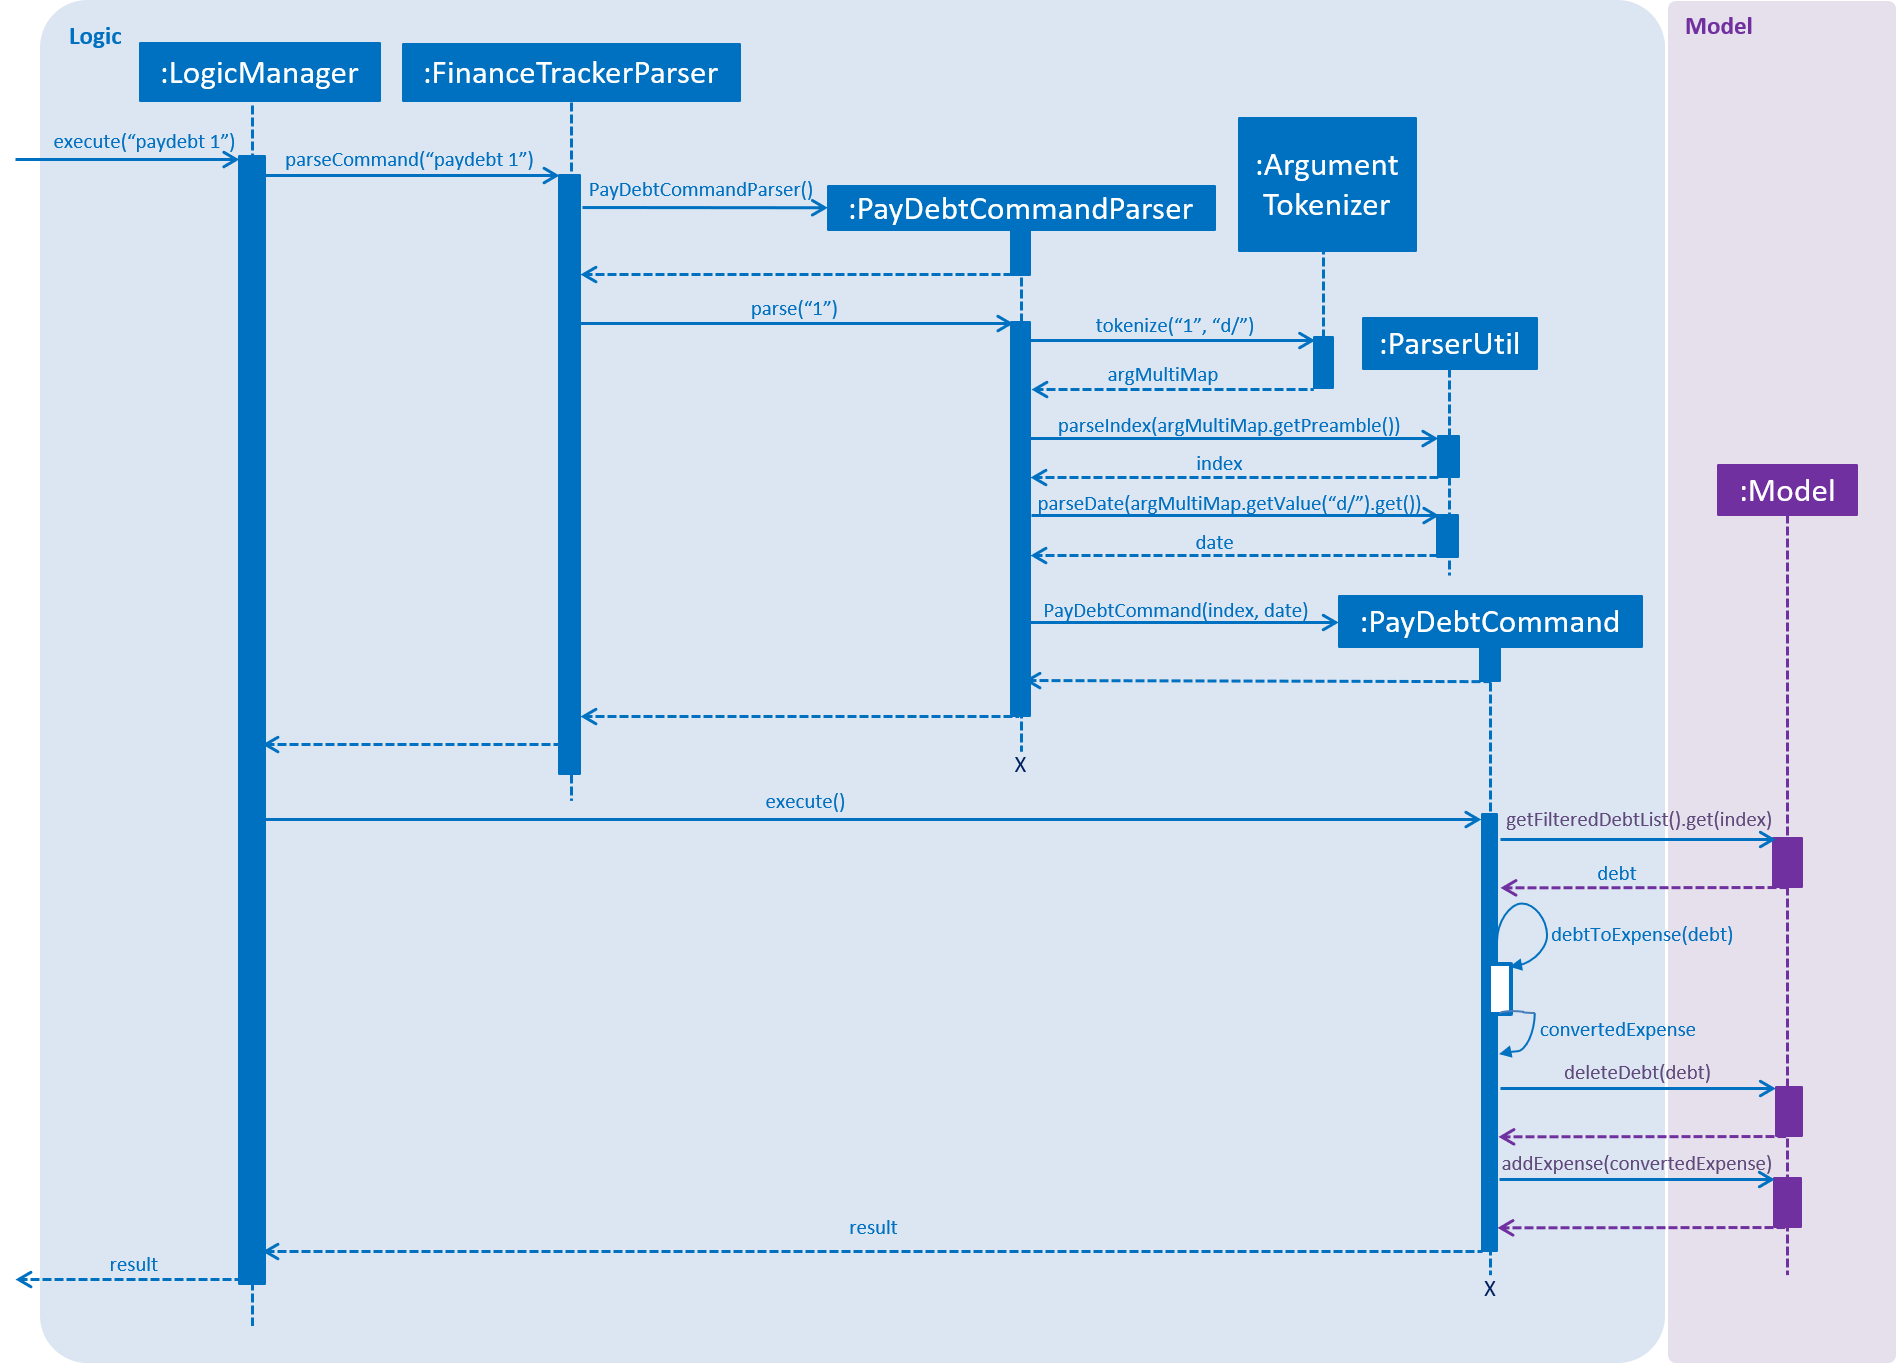 Logic
Model
:LogicManager
:FinanceTrackerParser
execute(“paydebt 1”)
parseCommand(“paydebt 1”)
PayDebtCommandParser()
:PayDebtCommandParser
:Argument
Tokenizer
parse(“1”)
tokenize(“1”, “d/”)
:ParserUtil
argMultiMap
parseIndex(argMultiMap.getPreamble())
index
:Model
parseDate(argMultiMap.getValue(“d/”).get())
date
PayDebtCommand(index, date)
:PayDebtCommand
X
execute()
getFilteredDebtList().get(index)
debt
debtToExpense(debt)
convertedExpense
deleteDebt(debt)
addExpense(convertedExpense)
result
result
X